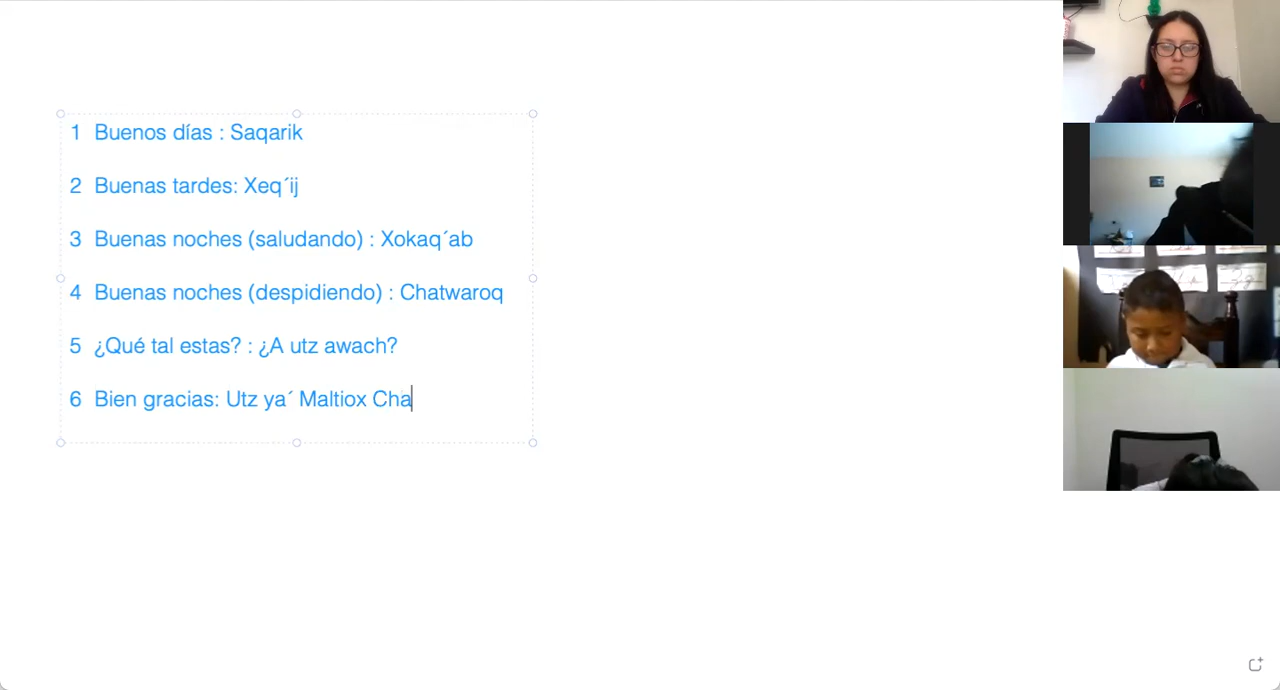 1 Buenos días : Saqarik
2 Buenas tardes: Xeq´ij
3 Buenas noches (saludando) : Xokaq´ab
4 Buenas noches (despidiendo) : Chatwaroq
5 ¿Qué tal estas? : ¿A utz awach?
6 Bien gracias: Utz ya´ Maltiox Cha